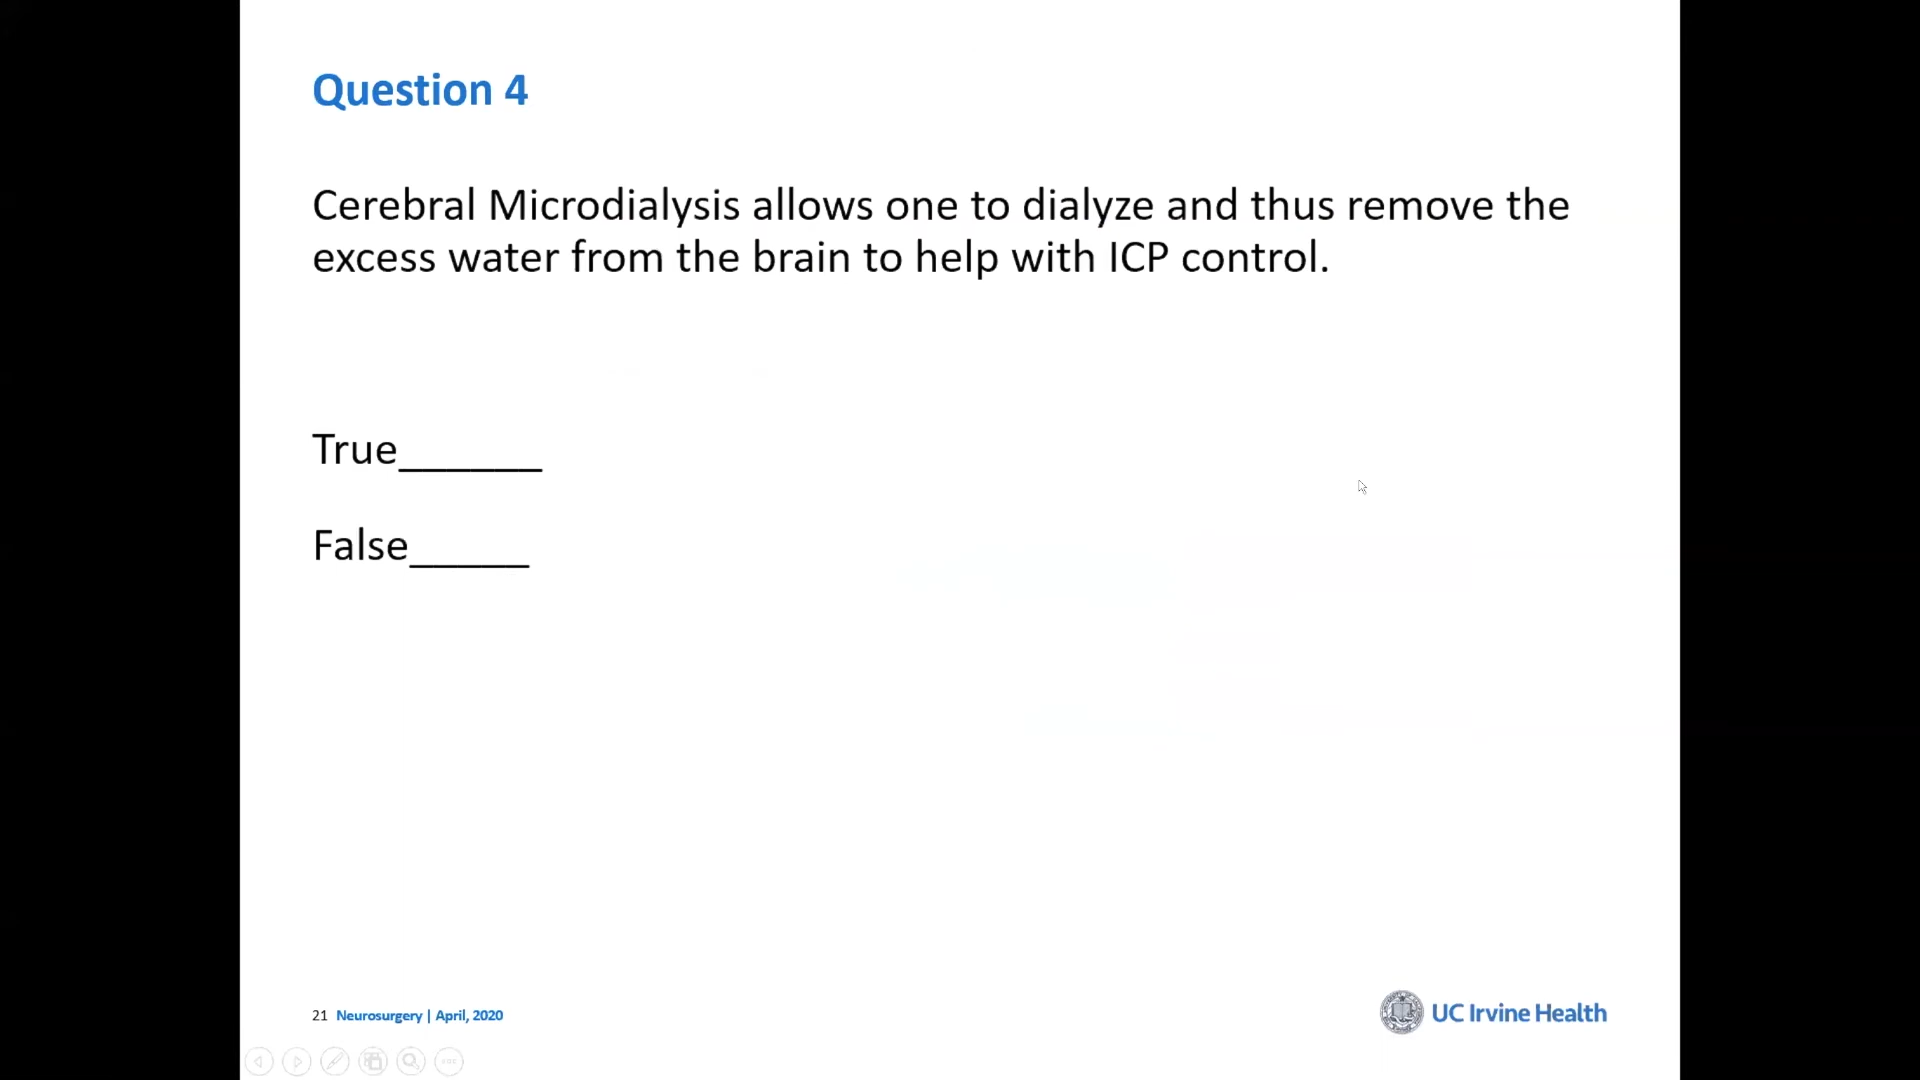 Question 4
Cerebral Microdialysis allows one to dialyze and thus remove the
excess water from the brain to help with ICP control.
True______
False_____
21 Neurosurgery | April, 2020
UC Irvine Health